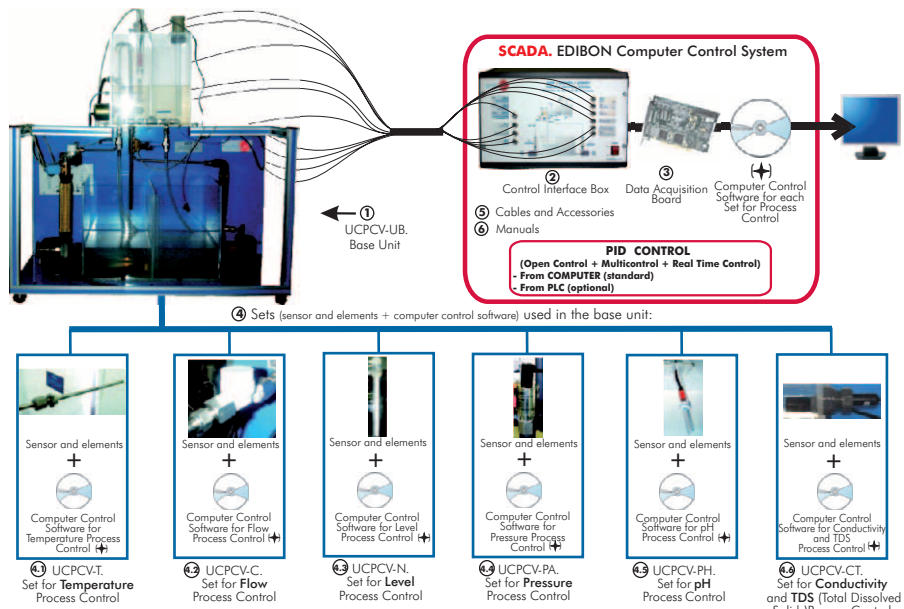 SCADA. EDIBON Computer Control System
2
Control Interface Box
3
Data Acquisition
Board
Computer Control
Software for each
Set for Process
Control
5 Cables and Accessories
6 Manuals
1
UCPCV-UB.
Base Unit
PID CONTROL
(Open Control + Multicontrol + Real Time Control)
- From COMPUTER (standard)
- From PLC (optional)
4 Sets (sensor and elements + computer control software) used in the base unit:
Sensor and elements
+
Computer Control
Software for
Temperature Process
Control
4.1 UCPCV-T.
Set for Temperature
Process Control
Sensor and elements
+
Computer Control
Software for Flow
Process Control
4.2 UCPCV-C.
Set for Flow
Process Control
Sensor and elements
+
Computer Control
Software for Level
Process Control
4.3 UCPCV-N.
Set for Level
Process Control
Sensor and elements
+
Computer Control
Software for
Pressure Process
Control
4.4 UCPCV-PA.
Set for Pressure
Process Control
Sensor and elements
+
Computer Control
Software for pH
Process Control
4.5 UCPCV-PH.
Set for pH
Process Control
Sensor and elements
+
Computer Control
Software for Conductivity
and TDS
Process Control
4.6 UCPCV-CT.
Set for Conductivity
and TDS (Total Dissolved